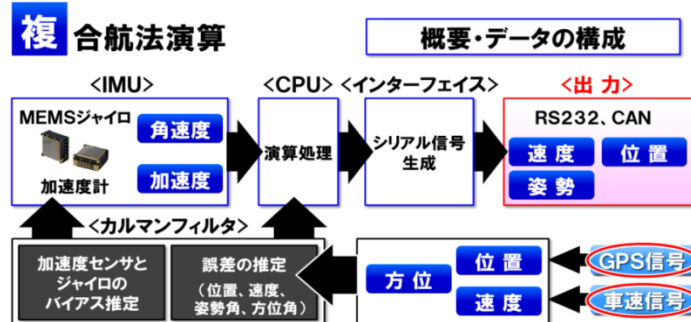 複合航法演算
概要・データの構成
<IMU>
<CPU>
<インターフェイス>
<出力>
MEMSジャイロ
加速度計
角速度
加速度
演算処理
シリアル信号
生成
RS232、CAN
速度
位置
姿勢
<カルマンフィルタ>
加速度センサと
ジャイロの
バイアス推定
誤差の推定
(位置、速度、
姿勢角、方位角)
方位
位置
速度
GPS信号
車速信号